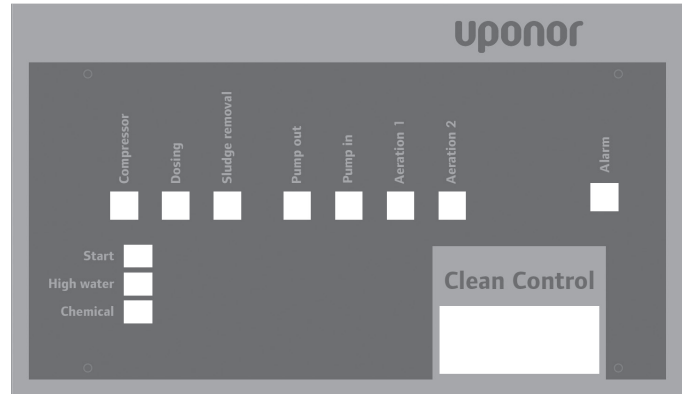 uponor
Compressor
Dosing
Sludge removal
Pump out
Pump in
Aeration 1
Aeration 2
Alarm
Start
High water
Chemical
Clean Control